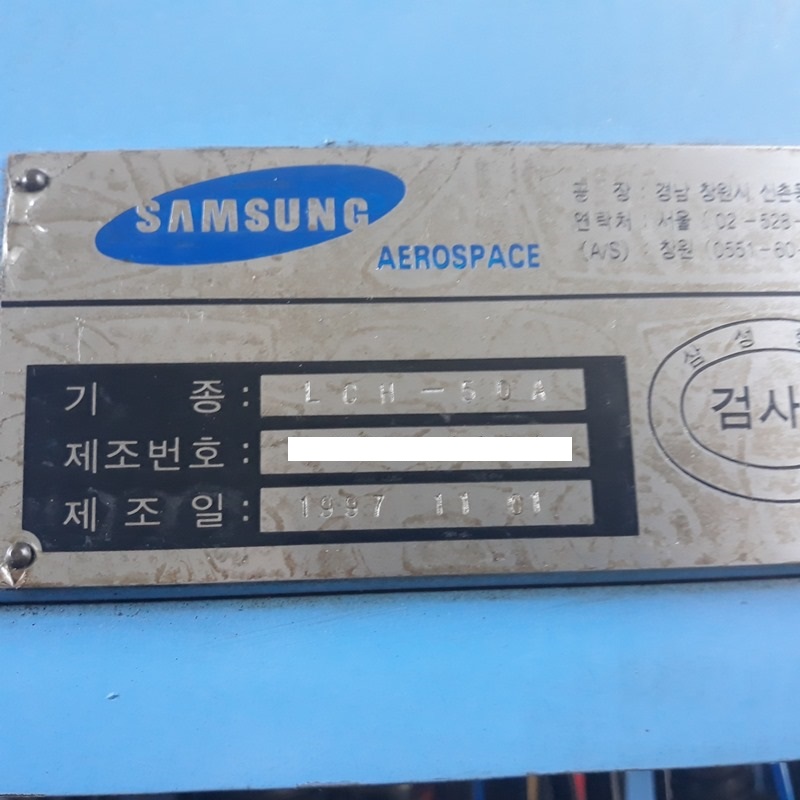 SAMSUNG
AEROSPACE
공 장 : 경남 창원시 신촌동
연락처 : 서울 (02-528-
(A/S) : 창원 (0551-60-
기 종 : LCH-50A
제조번호 :
제 조 일 : 1997 11 01
삼 성
검사